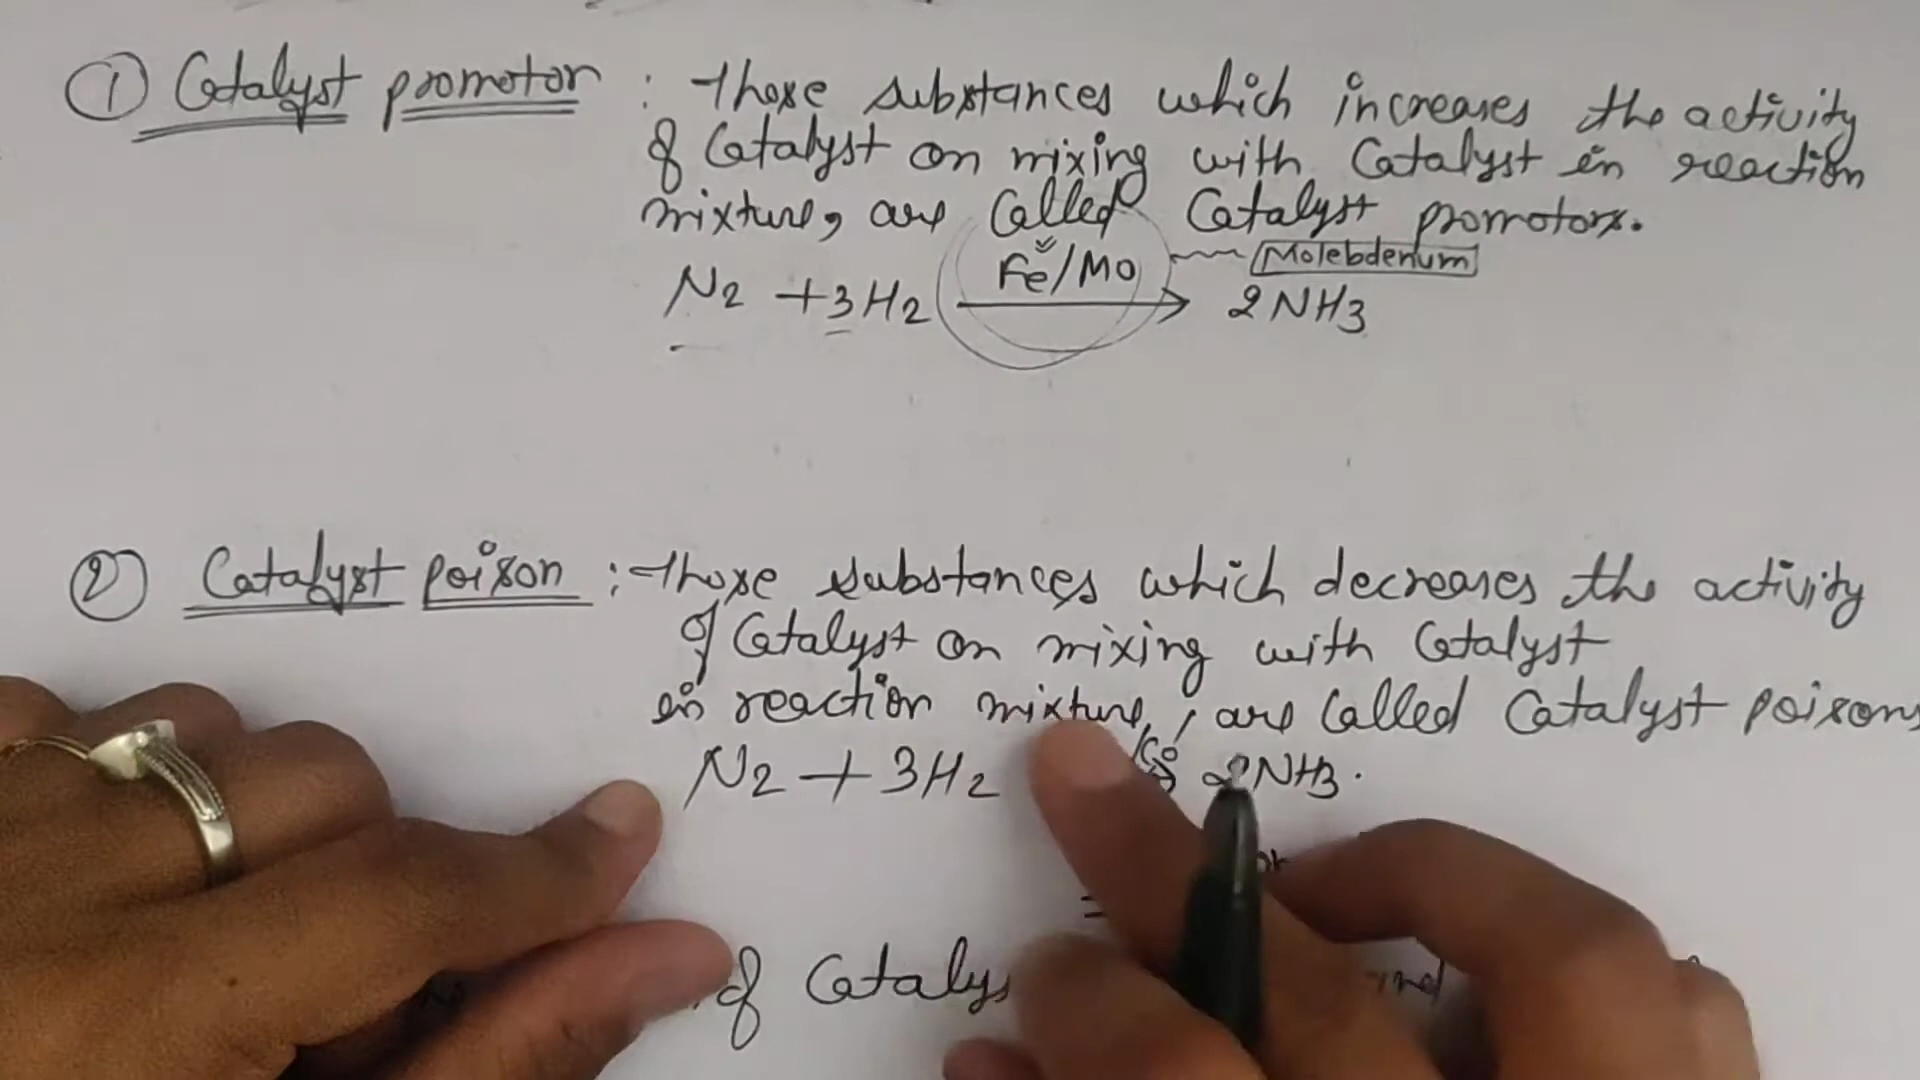 ① Catalyst promotor : those substances which increases the activity
of Catalyst on mixing with Catalyst in reaction
mixture, are Called Catalyst promotors.
Fe/Mo Molebdenum
N2 + 3H2 → 2NH3
② Catalyst poison : those substances which decreases the activity
of Catalyst on mixing with Catalyst
in reaction mixture, are Called Catalyst poisons
/CO
N2 + 3H2 → 2NH3.
of